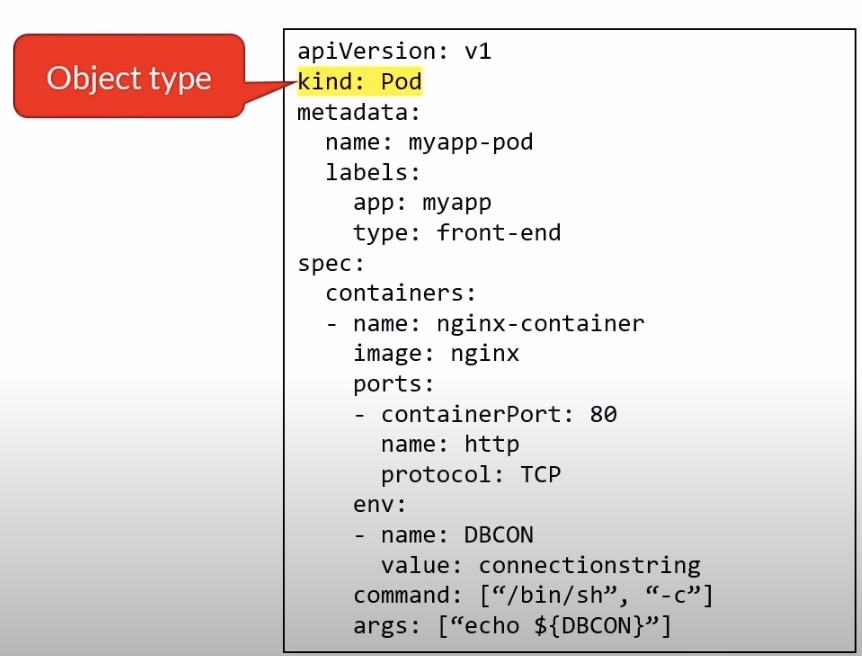 Object type
apiVersion: v1
kind: Pod
metadata:
  name: myapp-pod
  labels:
    app: myapp
    type: front-end
spec:
  containers:
  - name: nginx-container
    image: nginx
    ports:
    - containerPort: 80
      name: http
      protocol: TCP
    env:
    - name: DBCON
      value: connectionstring
    command: [“/bin/sh”, “-c”]
    args: [“echo ${DBCON}”]